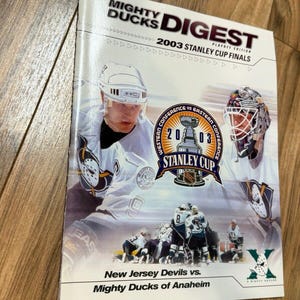 MIGHTY
DUCKS DIGEST
PLAYOFF EDITION
2003 STANLEY CUP FINALS
WESTERN CONFERENCE VS EASTERN CONFERENCE
2003
STANLEY CUP
New Jersey Devils vs.
Mighty Ducks of Anaheim
X